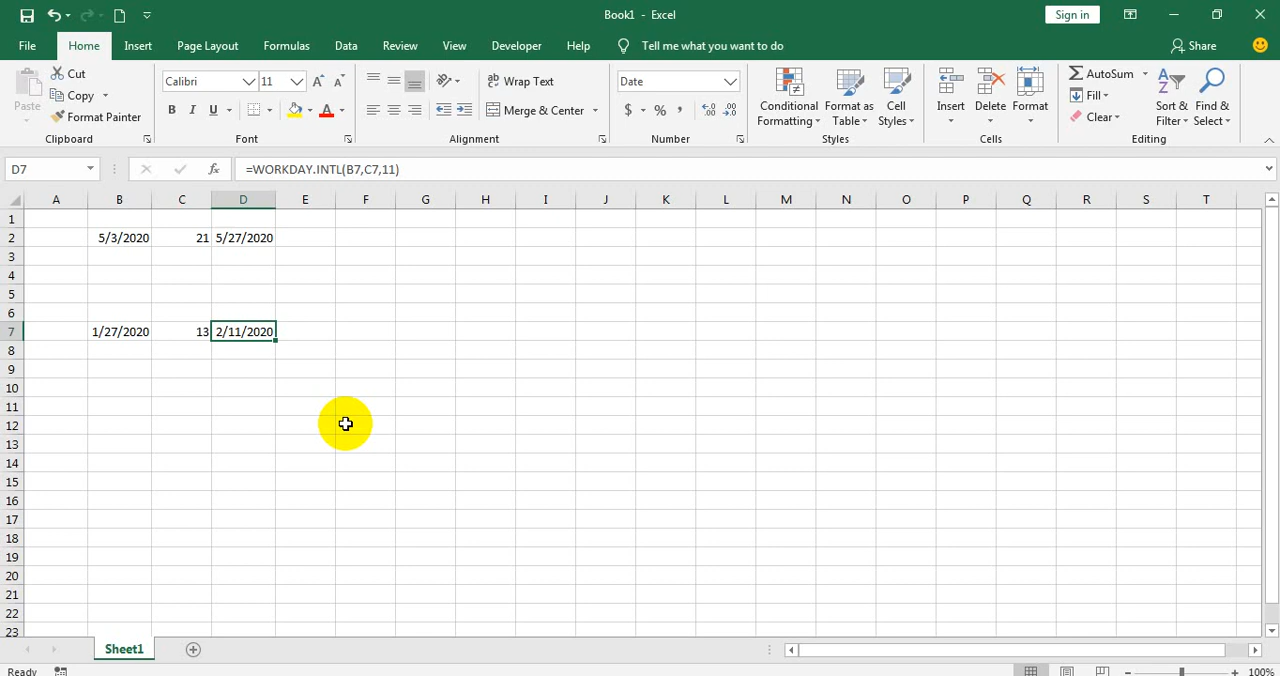 Book1 - Excel
Sign in
File Home Insert Page Layout Formulas Data Review View Developer Help Tell me what you want to do Share
Cut
Copy
Format Painter
Paste
Clipboard
Calibri 11
B I U
Font
Wrap Text
Merge & Center
Alignment
Date
$ % ,
Number
Conditional Formatting
Format as Table
Cell Styles
Styles
Insert
Delete
Format
Cells
AutoSum
Fill
Clear
Sort & Filter
Find & Select
Editing
D7 fx =WORKDAY.INTL(B7,C7,11)
A B C D E F G H I J K L M N O P Q R S T
1
2 5/3/2020 21 5/27/2020
3
4
5
6
7 1/27/2020 13 2/11/2020
8
9
10
11
12
13
14
15
16
17
18
19
20
21
22
23
Sheet1
Ready 100%